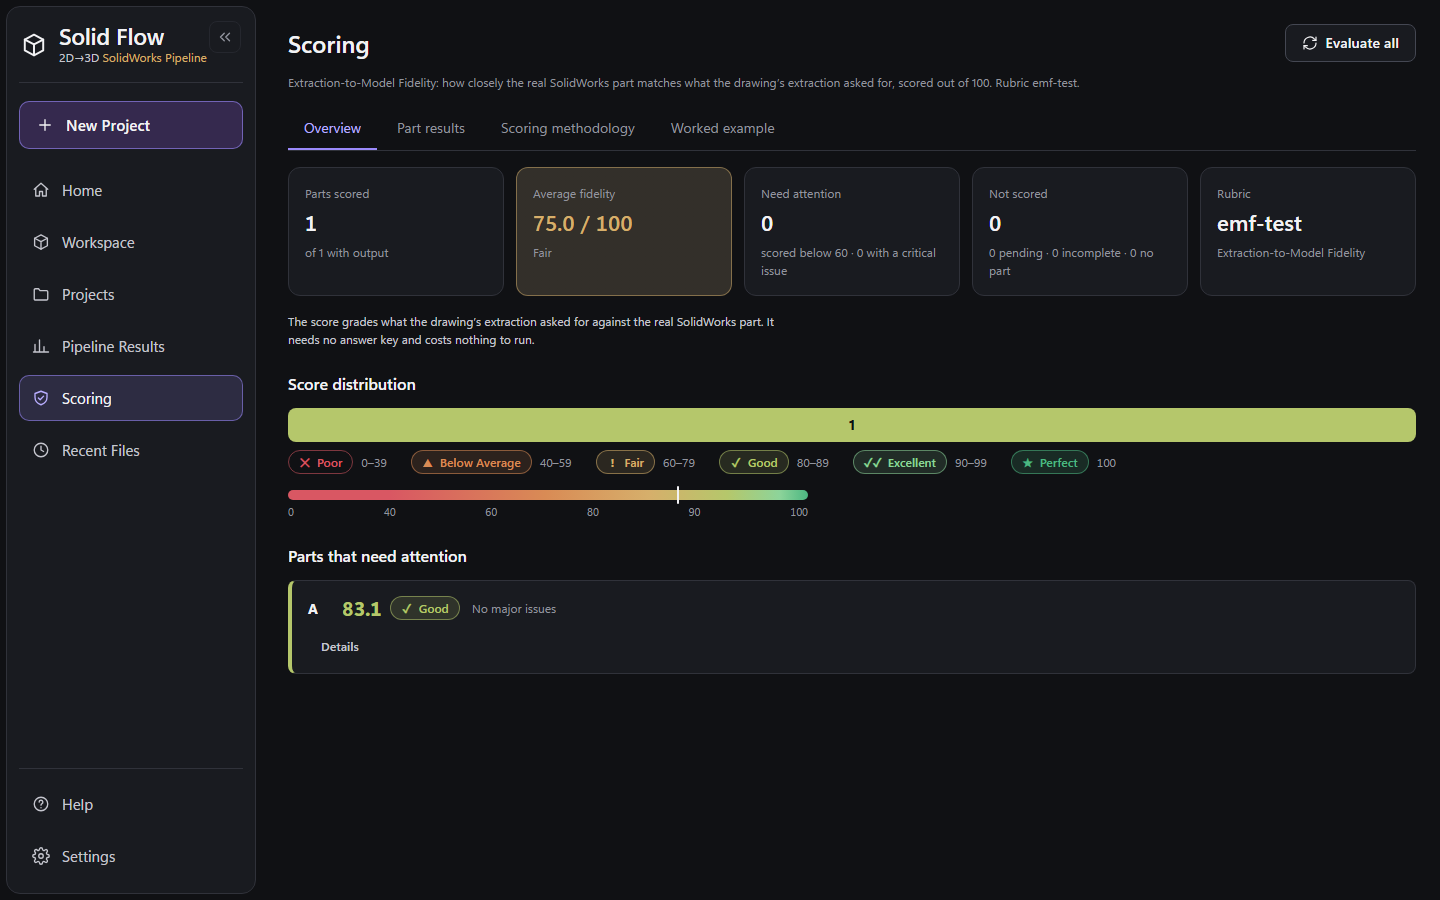 Solid Flow
2D→3D SolidWorks Pipeline
New Project
Home
Workspace
Projects
Pipeline Results
Scoring
Recent Files
Help
Settings
Scoring
Evaluate all
Extraction-to-Model Fidelity: how closely the real SolidWorks part matches what the drawing's extraction asked for, scored out of 100. Rubric emf-test.
Overview
Part results
Scoring methodology
Worked example
Parts scored
1
of 1 with output
Average fidelity
75.0 / 100
Fair
Need attention
0
scored below 60 · 0 with a critical
issue
Not scored
0
0 pending · 0 incomplete · 0 no
part
Rubric
emf-test
Extraction-to-Model Fidelity
The score grades what the drawing's extraction asked for against the real SolidWorks part. It
needs no answer key and costs nothing to run.
Score distribution
1
Poor 0–39 Below Average 40–59 Fair 60–79 Good 80–89 Excellent 90–99 Perfect 100
0 40 60 80 90 100
Parts that need attention
A 83.1 Good No major issues
Details